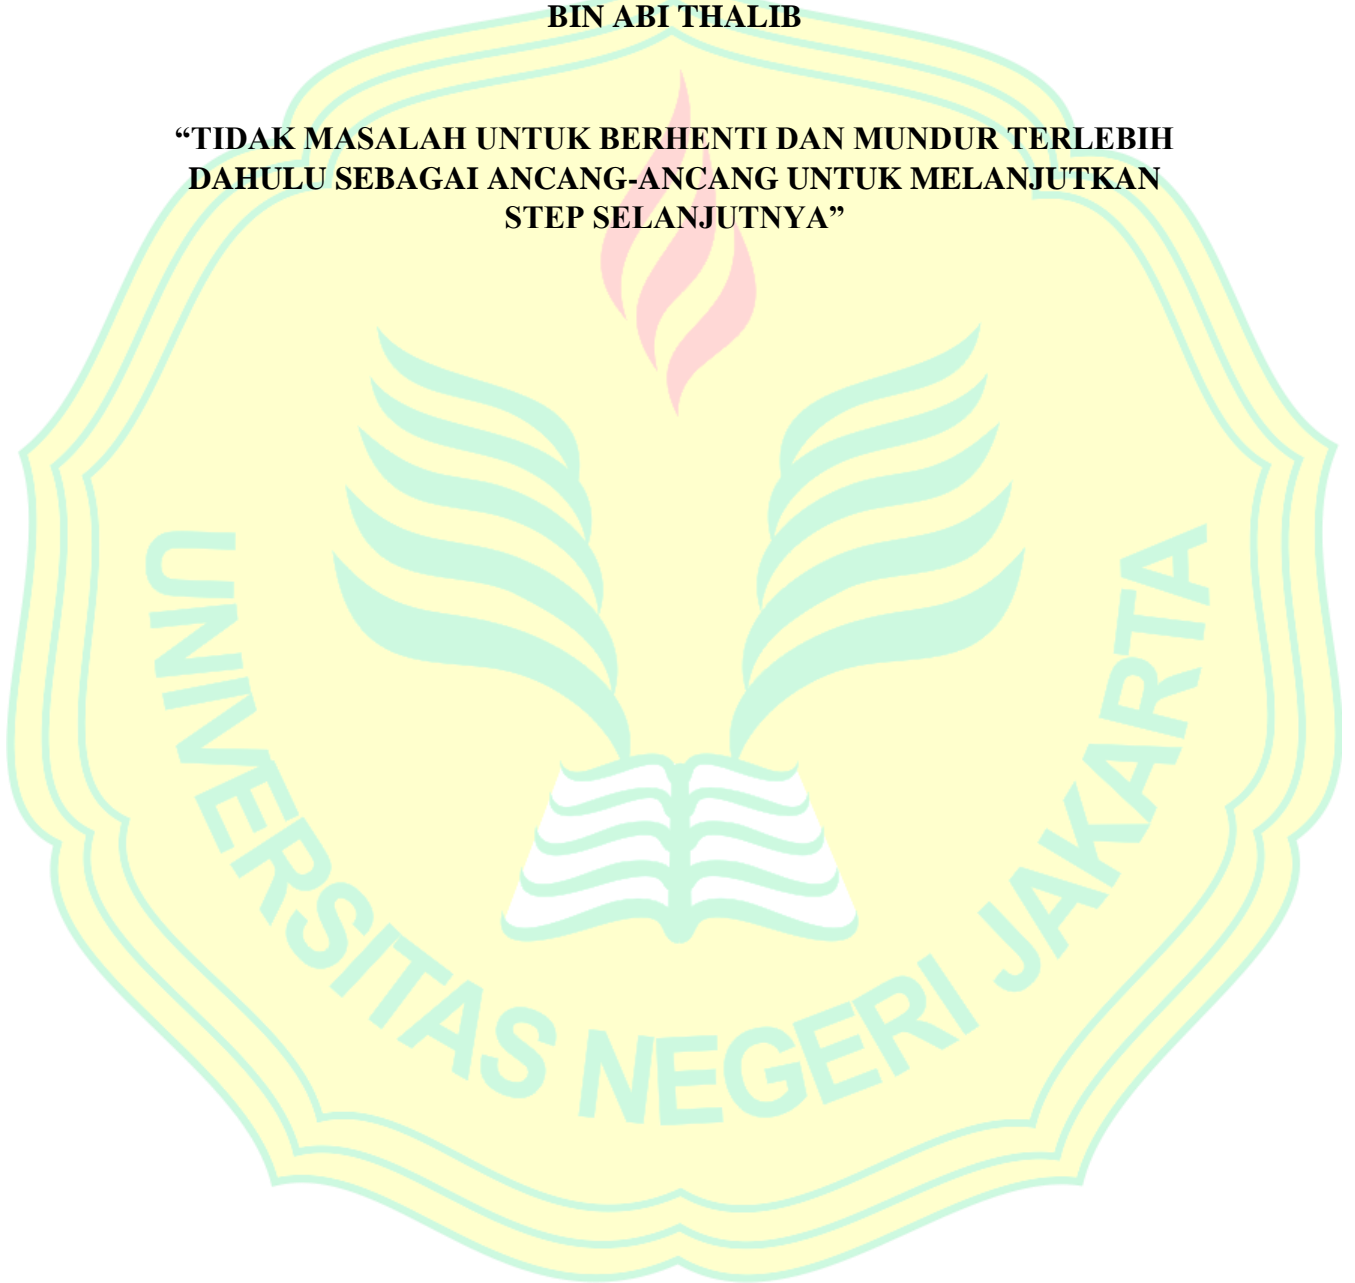 BIN ABI THALIB
“TIDAK MASALAH UNTUK BERHENTI DAN MUNDUR TERLEBIH
DAHULU SEBAGAI ANCANG-ANCANG UNTUK MELANJUTKAN
STEP SELANJUTNYA”
UNIVERSITAS NEGERI JAKARTA